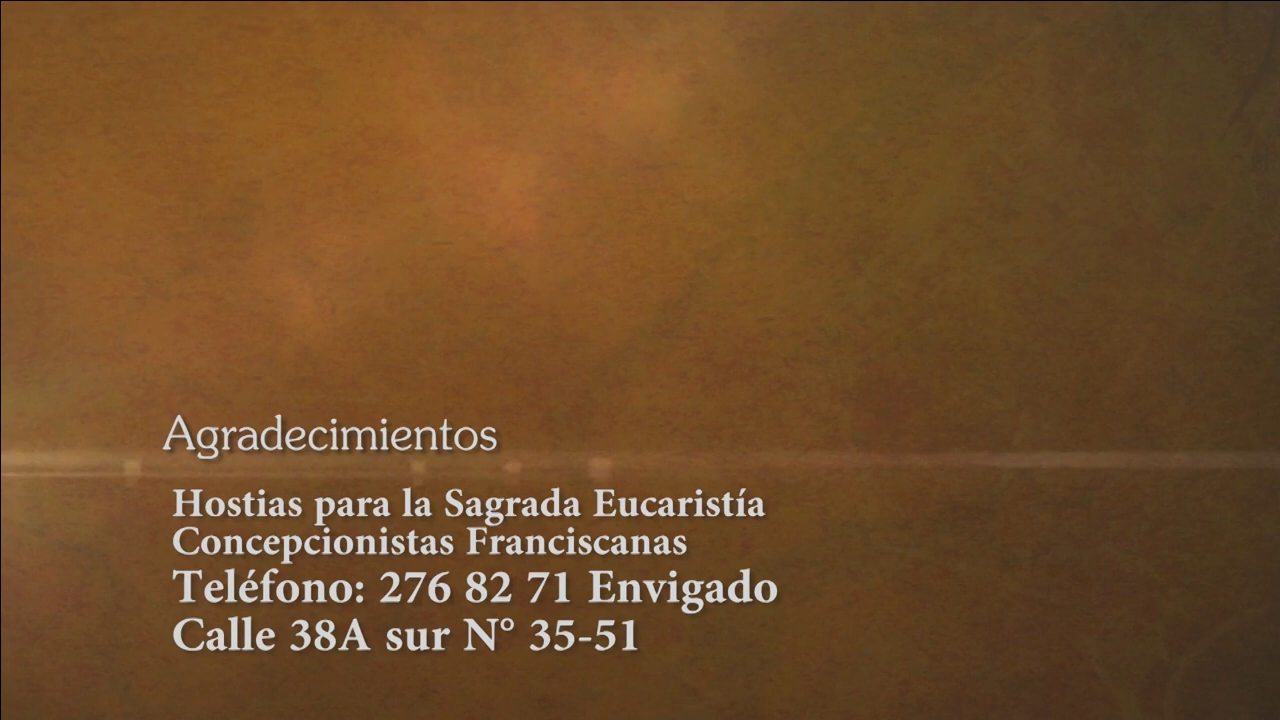 Agradecimientos
Hostias para la Sagrada Eucaristía
Concepcionistas Franciscanas
Teléfono: 276 82 71 Envigado
Calle 38A sur N° 35-51